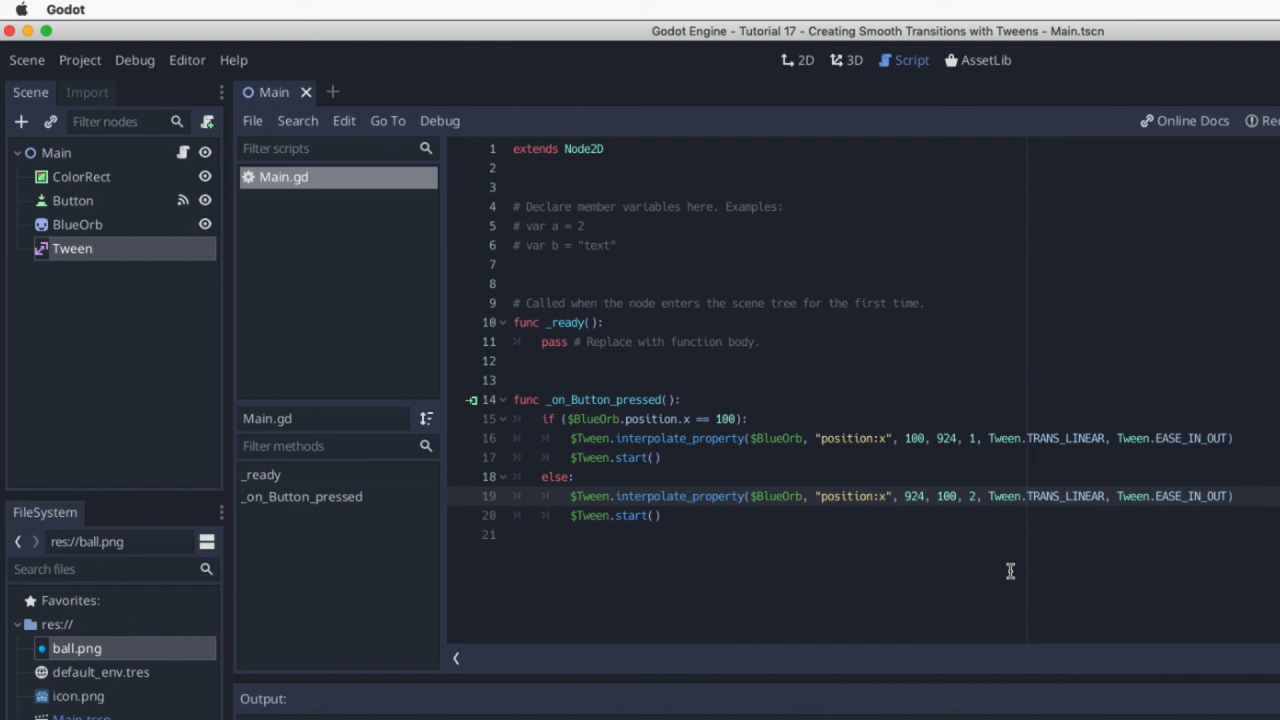 Godot
Godot Engine - Tutorial 17 - Creating Smooth Transitions with Tweens - Main.tscn
Scene Project Debug Editor Help
2D 3D Script AssetLib
Scene Import
Main
File Search Edit Go To Debug
Online Docs
Filter nodes
Main
ColorRect
Button
BlueOrb
Tween
Filter scripts
Main.gd
Main.gd
Filter methods
_ready
_on_Button_pressed
1 extends Node2D
2
3
4 # Declare member variables here. Examples:
5 # var a = 2
6 # var b = "text"
7
8
9 # Called when the node enters the scene tree for the first time.
10 func _ready():
11 pass # Replace with function body.
12
13
14 func _on_Button_pressed():
15 if ($BlueOrb.position.x == 100):
16 $Tween.interpolate_property($BlueOrb, "position:x", 100, 924, 1, Tween.TRANS_LINEAR, Tween.EASE_IN_OUT)
17 $Tween.start()
18 else:
19 $Tween.interpolate_property($BlueOrb, "position:x", 924, 100, 2, Tween.TRANS_LINEAR, Tween.EASE_IN_OUT)
20 $Tween.start()
21
FileSystem
res://ball.png
Search files
Favorites:
res://
ball.png
default_env.tres
icon.png
Main.tscn
Output: